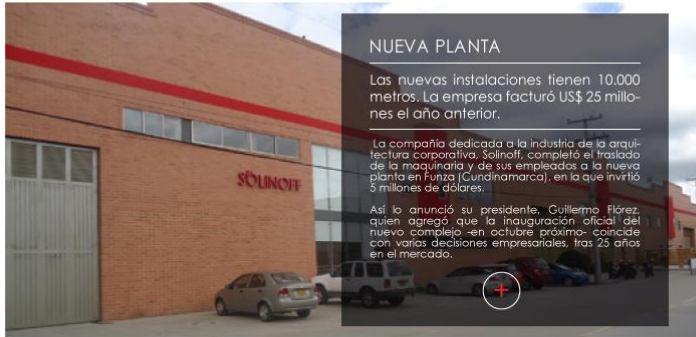 NUEVA PLANTA
Las nuevas instalaciones tienen 10.000
metros. La empresa facturó US$ 25 millo-
nes el año anterior.
La compañía dedicada a la industria de la arqui-
tectura corporativa, Solinoff, completó el traslado
de la maquinaria y de sus empleados a la nueva
planta en Funza (Cundinamarca), en la que invirtió
5 millones de dólares.
Así lo anunció su presidente, Guillermo Flórez,
quien agregó que la inauguración oficial del
nuevo complejo -en octubre próximo- coincide
con varias decisiones empresariales, tras 25 años
en el mercado.
SOLINOFF